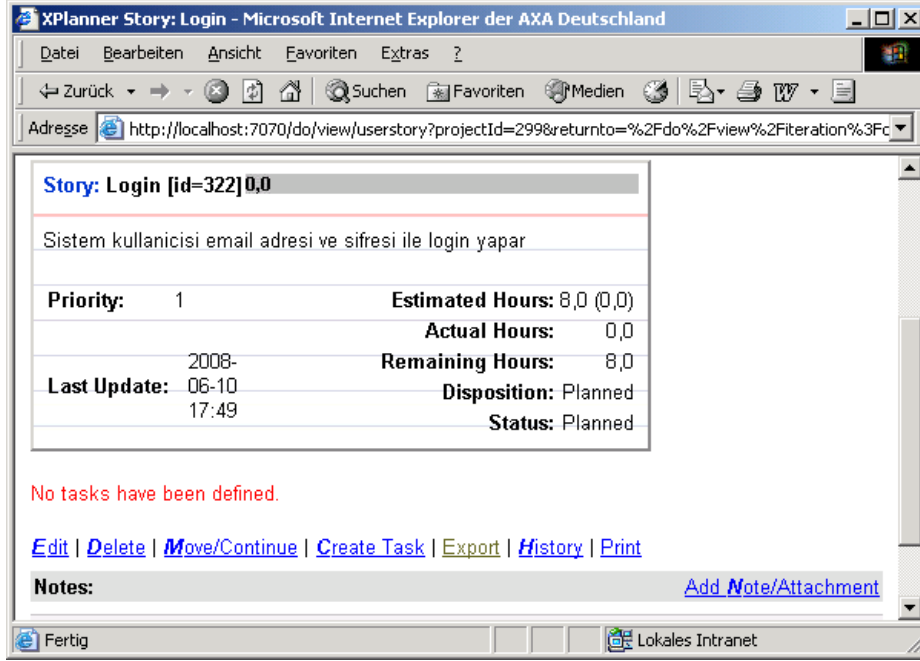 XPlanner Story: Login - Microsoft Internet Explorer der AXA Deutschland
Datei Bearbeiten Ansicht Favoriten Extras ?
Zurück Suchen Favoriten Medien
Adresse http://localhost:7070/do/view/userstory?projectId=299&returnto=%2Fdo%2Fview%2Fiteration%3Fo
Story: Login [id=322] 0,0
Sistem kullanicisi email adresi ve sifresi ile login yapar
Priority: 1 Estimated Hours: 8,0 (0,0)
Actual Hours: 0,0
Last Update: 2008-06-10 17:49 Remaining Hours: 8,0
Disposition: Planned
Status: Planned
No tasks have been defined.
Edit | Delete | Move/Continue | Create Task | Export | History | Print
Notes: Add Note/Attachment
Fertig Lokales Intranet